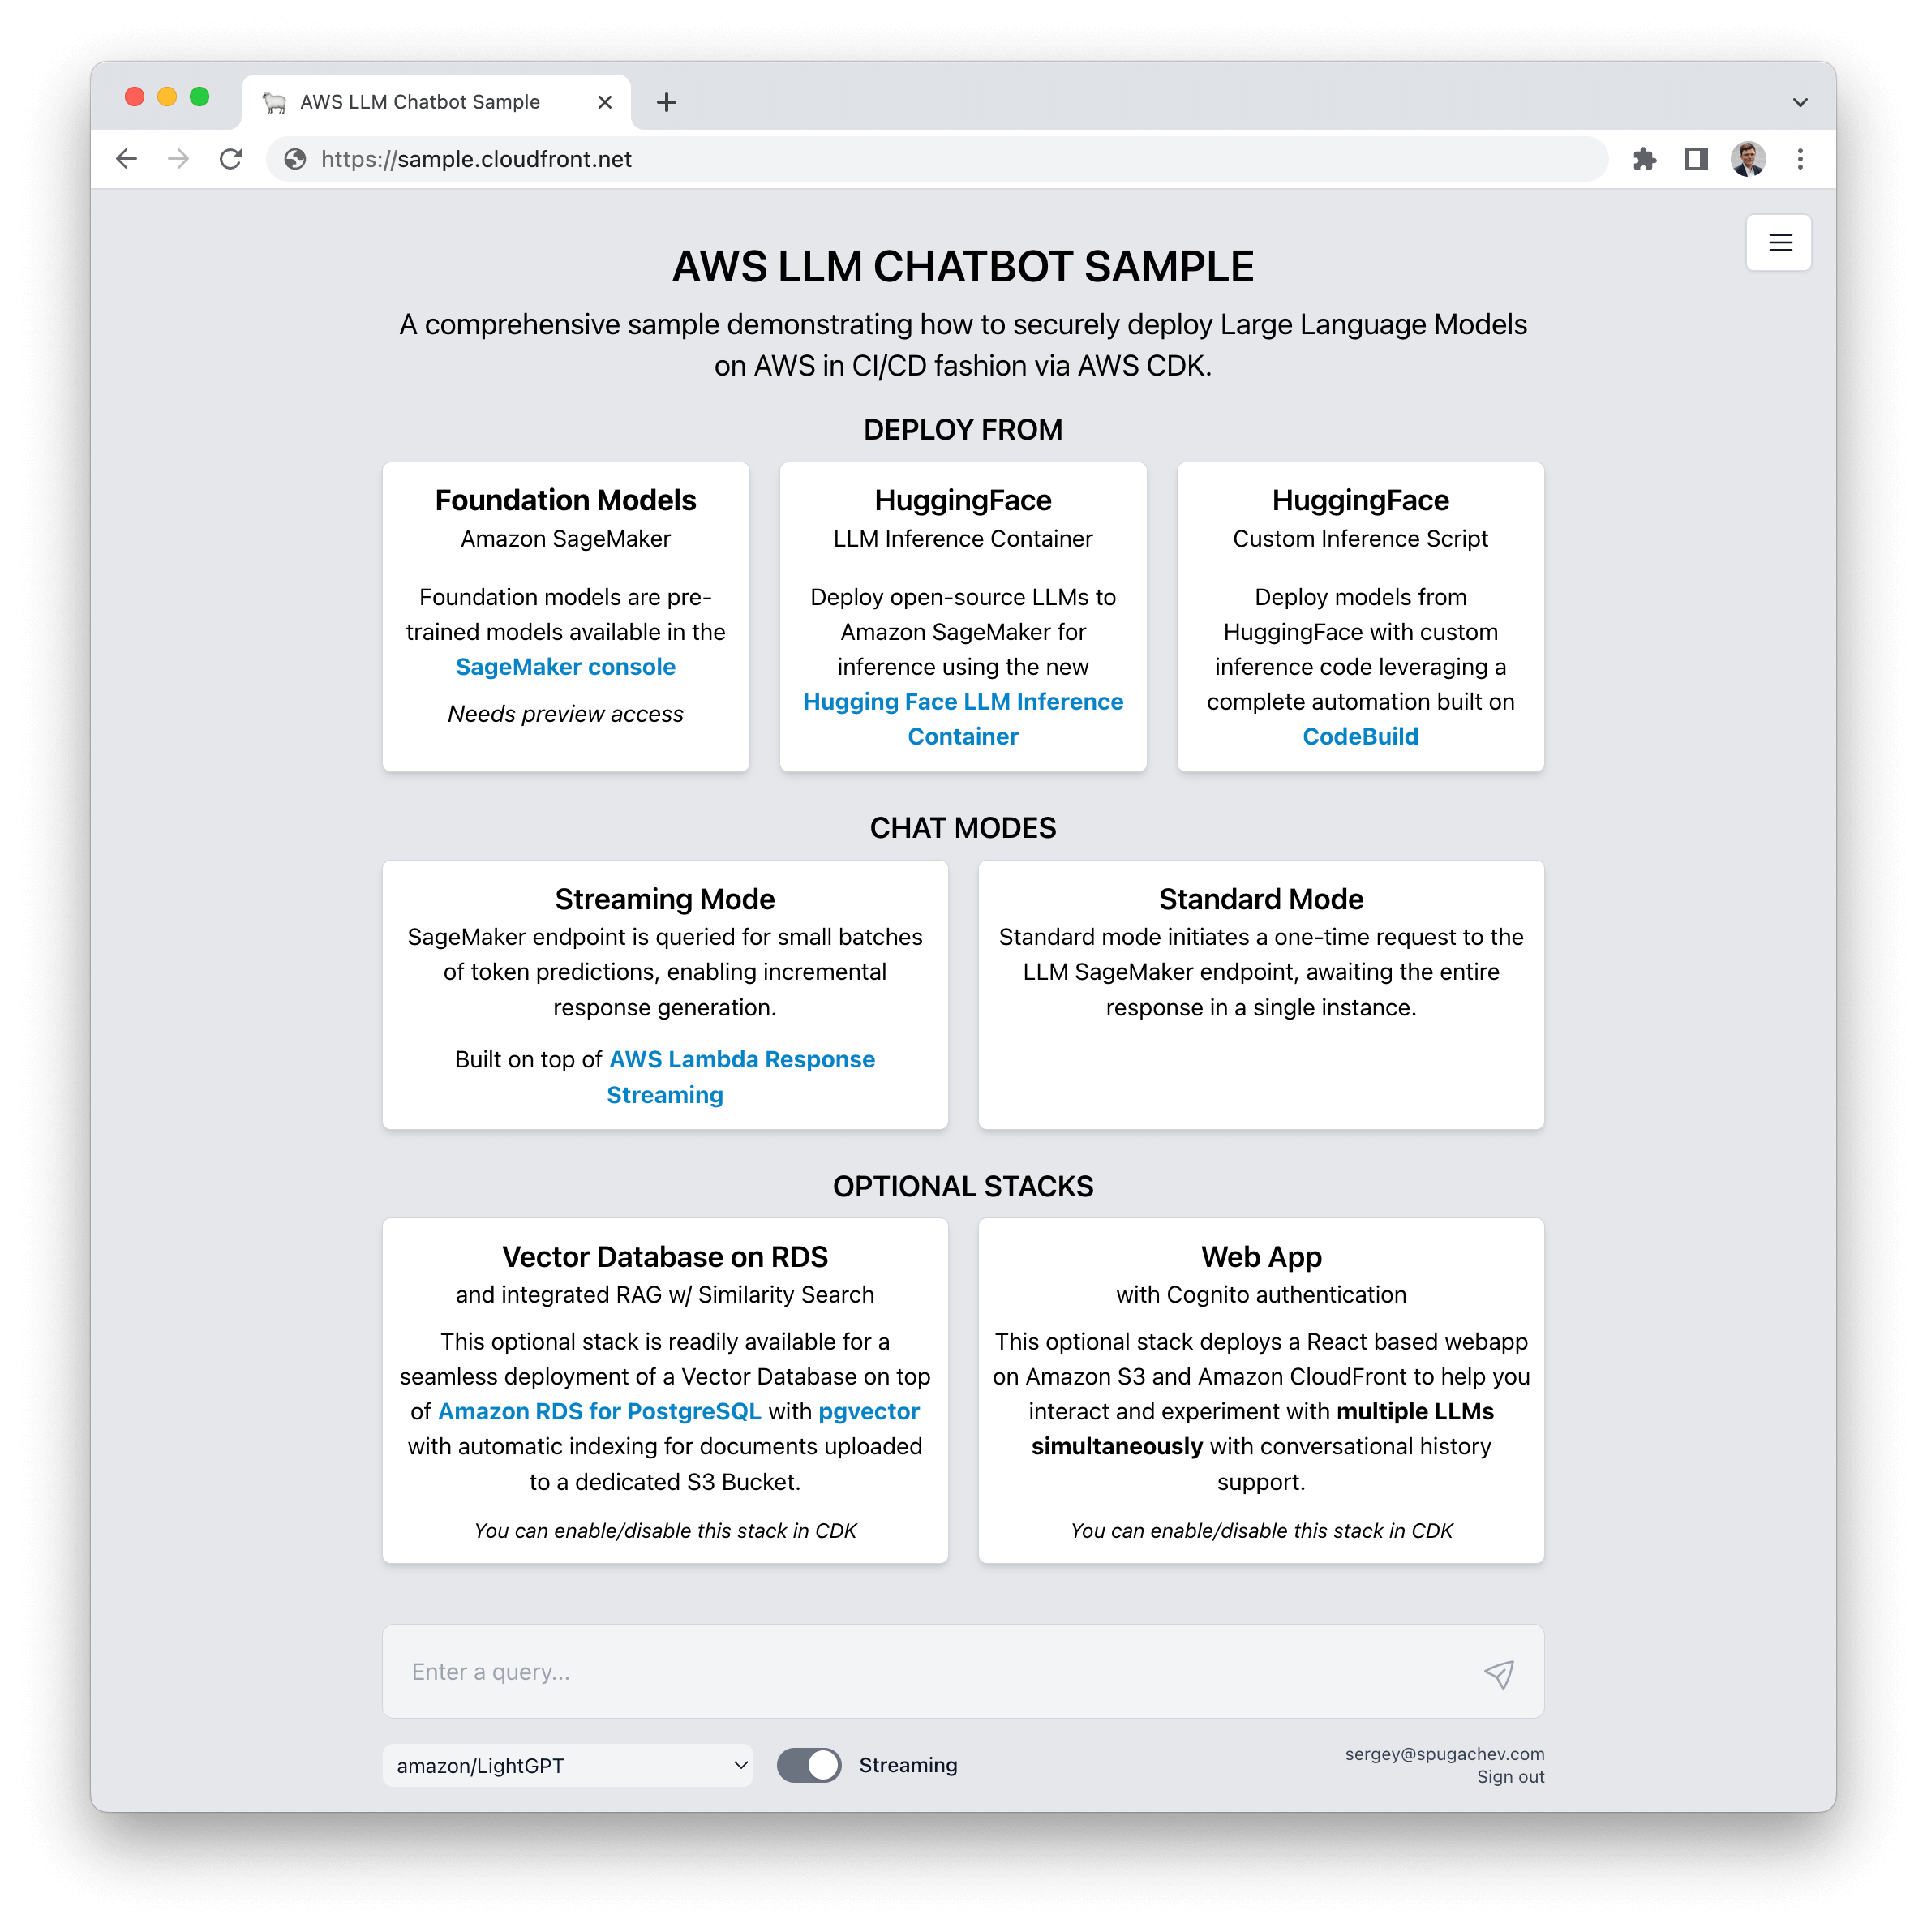 AWS LLM Chatbot Sample
https://sample.cloudfront.net
AWS LLM CHATBOT SAMPLE
A comprehensive sample demonstrating how to securely deploy Large Language Models
on AWS in CI/CD fashion via AWS CDK.
DEPLOY FROM
Foundation Models
Amazon SageMaker
Foundation models are pre-
trained models available in the
SageMaker console
Needs preview access
HuggingFace
LLM Inference Container
Deploy open-source LLMs to
Amazon SageMaker for
inference using the new
Hugging Face LLM Inference
Container
HuggingFace
Custom Inference Script
Deploy models from
HuggingFace with custom
inference code leveraging a
complete automation built on
CodeBuild
CHAT MODES
Streaming Mode
SageMaker endpoint is queried for small batches
of token predictions, enabling incremental
response generation.
Built on top of AWS Lambda Response
Streaming
Standard Mode
Standard mode initiates a one-time request to the
LLM SageMaker endpoint, awaiting the entire
response in a single instance.
OPTIONAL STACKS
Vector Database on RDS
and integrated RAG w/ Similarity Search
This optional stack is readily available for a
seamless deployment of a Vector Database on top
of Amazon RDS for PostgreSQL with pgvector
with automatic indexing for documents uploaded
to a dedicated S3 Bucket.
You can enable/disable this stack in CDK
Web App
with Cognito authentication
This optional stack deploys a React based webapp
on Amazon S3 and Amazon CloudFront to help you
interact and experiment with multiple LLMs
simultaneously with conversational history
support.
You can enable/disable this stack in CDK
Enter a query...
amazon/LightGPT
Streaming
sergey@spugachev.com
Sign out